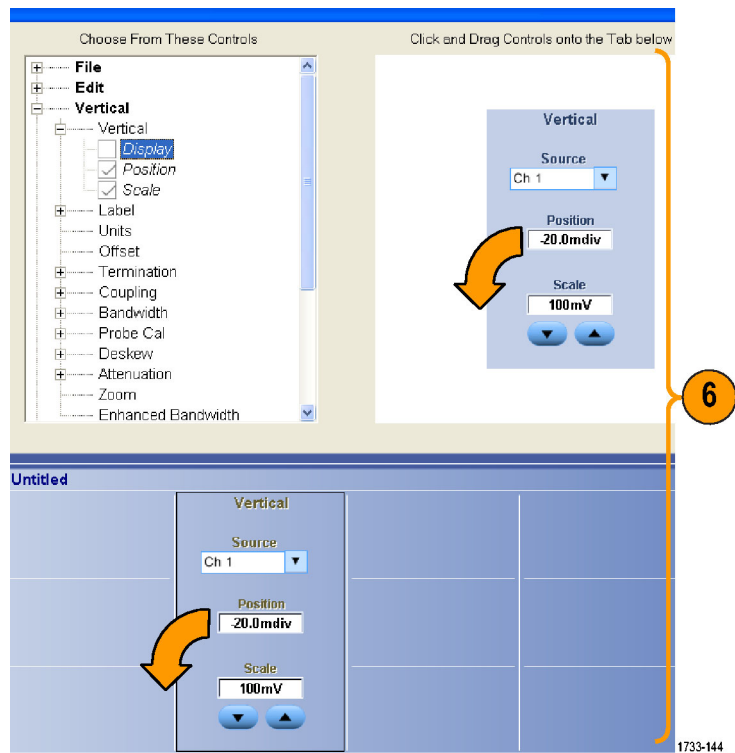 Choose From These Controls
Click and Drag Controls onto the Tab below
File
Edit
Vertical
Vertical
Display
Position
Scale
Label
Units
Offset
Termination
Coupling
Bandwidth
Probe Cal
Deskew
Attenuation
Zoom
Enhanced Bandwidth
Vertical
Source
Ch 1
Position
-20.0mdiv
Scale
100mV
6
Untitled
Vertical
Source
Ch 1
Position
-20.0mdiv
Scale
100mV
1733-144